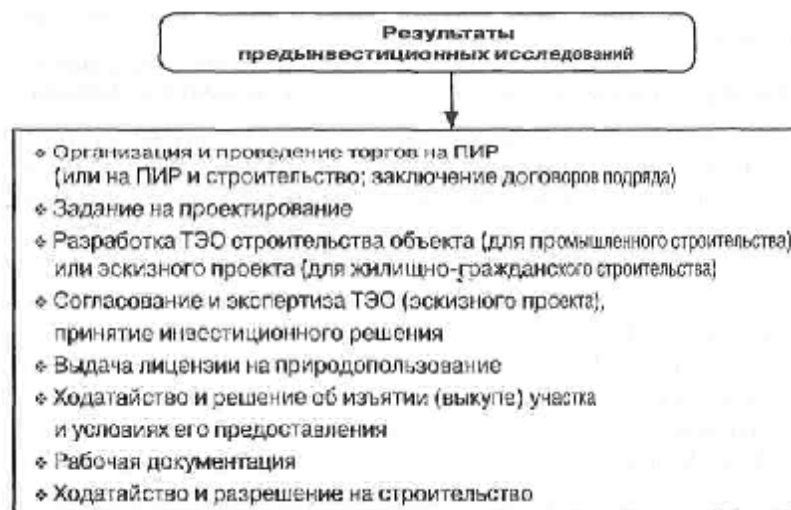 Результаты
предынвестиционных исследований
❖ Организация и проведение торгов на ПИР
(или на ПИР и строительство; заключение договоров подряда)
❖ Задание на проектирование
❖ Разработка ТЭО строительства объекта (для промышленного строительства)
или эскизного проекта (для жилищно-гражданского строительства)
❖ Согласование и экспертиза ТЭО (эскизного проекта),
принятие инвестиционного решения
❖ Выдача лицензии на природопользование
❖ Ходатайство и решение об изъятии (выкупе) участка
и условиях его предоставления
❖ Рабочая документация
❖ Ходатайство и разрешение на строительство